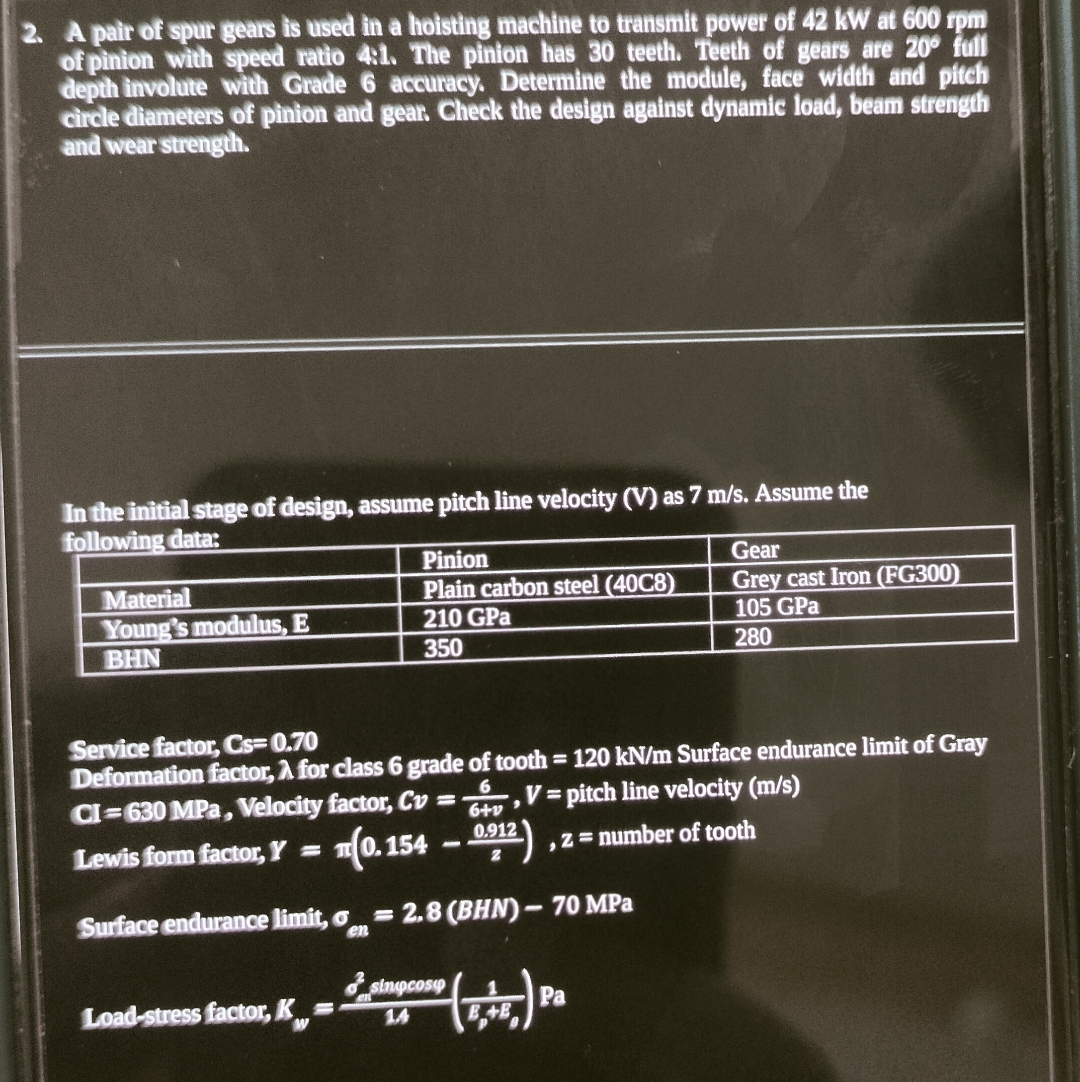 2. A pair of spur gears is used in a hoisting machine to transmit power of 42 kW at 600 rpm
of pinion with speed ratio 4:1. The pinion has 30 teeth. Teeth of gears are 20° full
depth involute with Grade 6 accuracy. Determine the module, face width and pitch
circle diameters of pinion and gear. Check the design against dynamic load, beam strength
and wear strength.
In the initial stage of design, assume pitch line velocity (V) as 7 m/s. Assume the
following data:
Pinion Gear
Material Plain carbon steel (40C8) Grey cast Iron (FG300)
Young's modulus, E 210 GPa 105 GPa
BHN 350 280
Service factor, Cs= 0.70
Deformation factor, λ for class 6 grade of tooth = 120 kN/m Surface endurance limit of Gray
CI = 630 MPa , Velocity factor, Cv = 6/(6+v) , V = pitch line velocity (m/s)
Lewis form factor, Y = π(0.154 − 0.912/z) , z = number of tooth
Surface endurance limit, σ_en = 2.8 (BHN) − 70 MPa
Load-stress factor, K_w = (σ²_en sinφcosφ)/1.4 (1/(E_p+E_g)) Pa